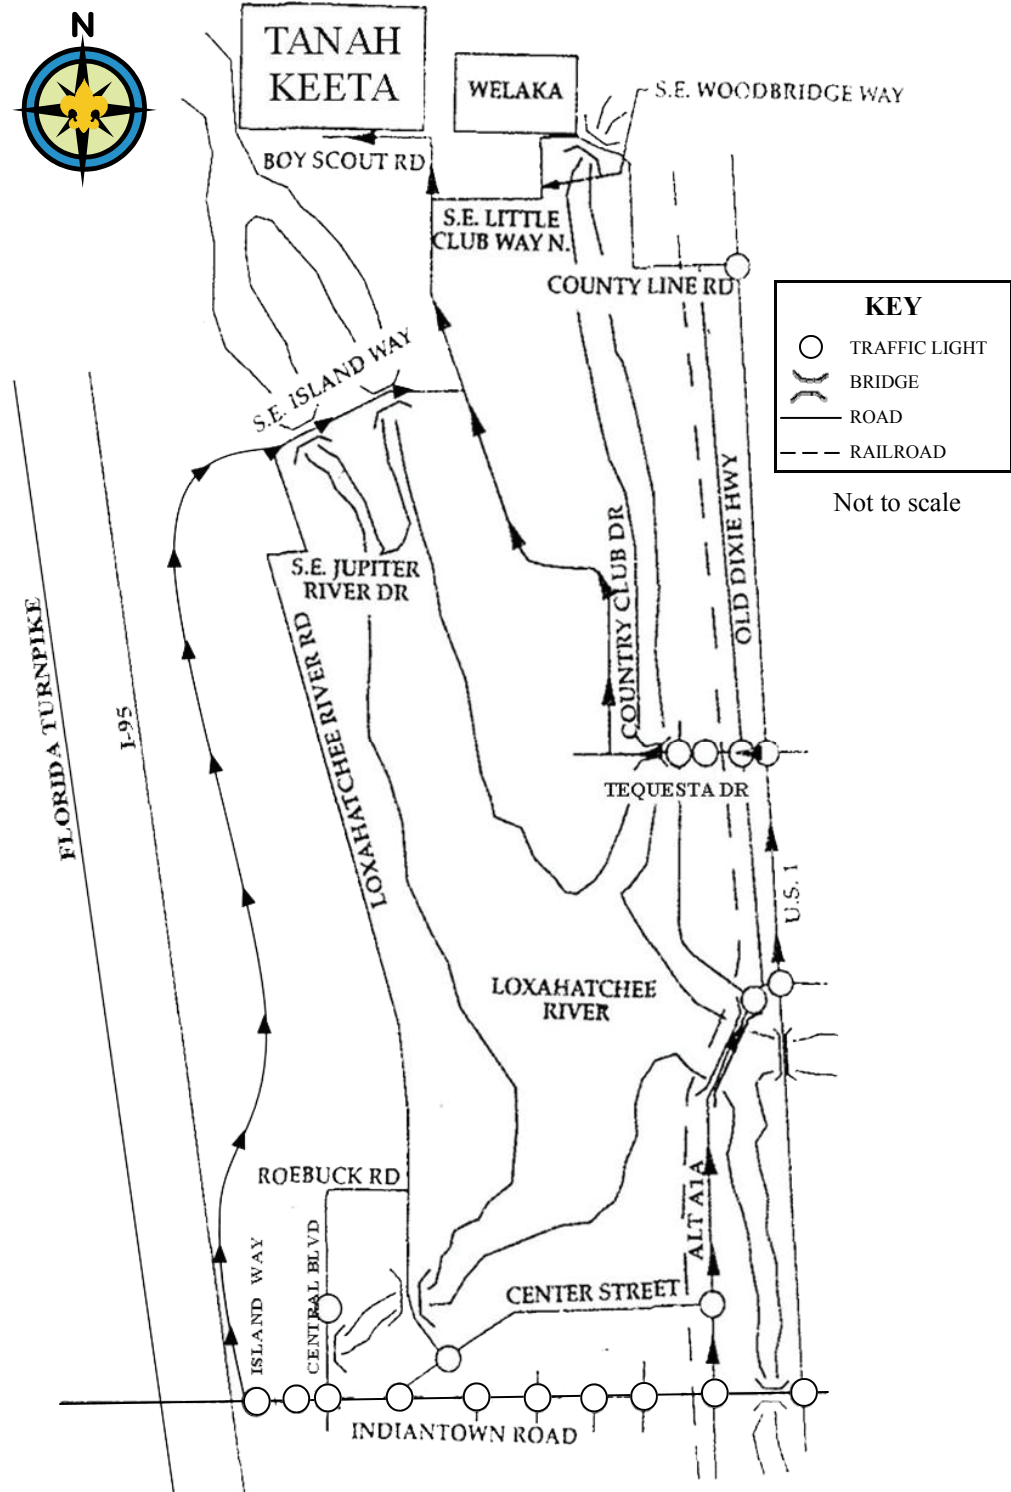 N
TANAH
KEETA
WELAKA
S.E. WOODBRIDGE WAY
BOY SCOUT RD
S.E. LITTLE
CLUB WAY N.
COUNTY LINE RD
KEY
TRAFFIC LIGHT
BRIDGE
ROAD
RAILROAD
Not to scale
S.E. ISLAND WAY
S.E. JUPITER
RIVER DR
COUNTRY CLUB DR
OLD DIXIE HWY
FLORIDA TURNPIKE
I-95
LOXAHATCHEE RIVER RD
TEQUESTA DR
U.S. 1
LOXAHATCHEE
RIVER
ROEBUCK RD
ALT A1A
ISLAND WAY
CENTRAL BLVD
CENTER STREET
INDIANTOWN ROAD